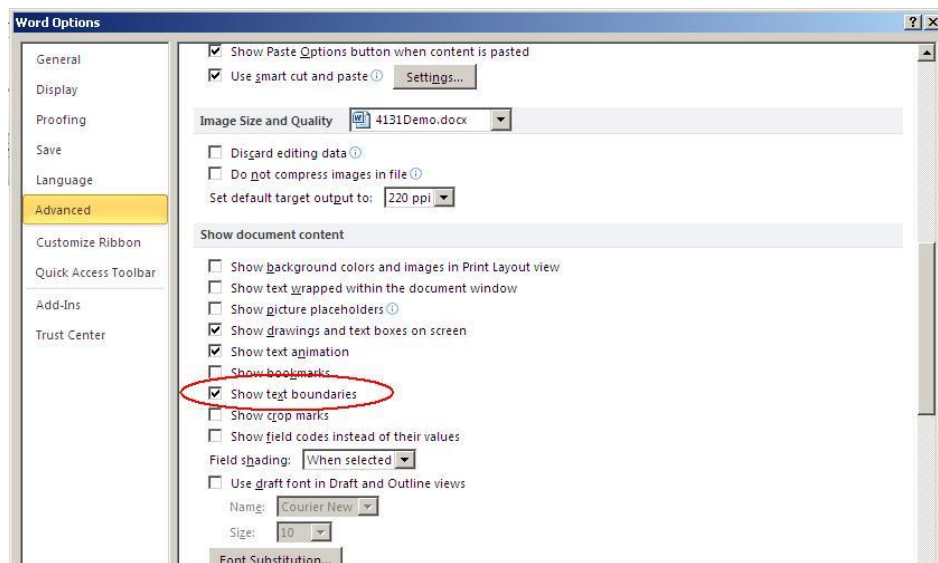 Word Options
General
Display
Proofing
Save
Language
Advanced
Customize Ribbon
Quick Access Toolbar
Add-Ins
Trust Center
Show Paste Options button when content is pasted
Use smart cut and paste
Settings...
Image Size and Quality 4131Demo.docx
Discard editing data
Do not compress images in file
Set default target output to: 220 ppi
Show document content
Show background colors and images in Print Layout view
Show text wrapped within the document window
Show picture placeholders
Show drawings and text boxes on screen
Show text animation
Show bookmarks
Show text boundaries
Show crop marks
Show field codes instead of their values
Field shading: When selected
Use draft font in Draft and Outline views
Name: Courier New
Size: 10
Font Substitution...